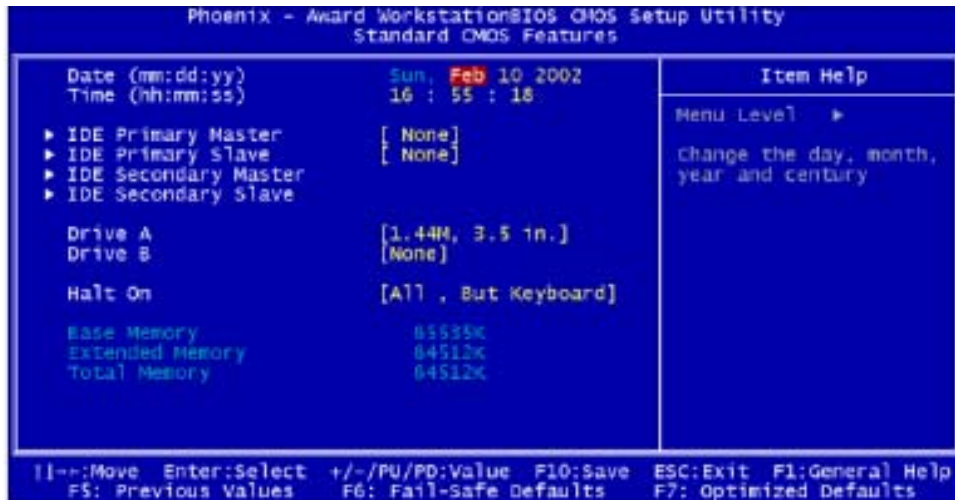 Phoenix - Award WorkstationBIOS CMOS Setup Utility
Standard CMOS Features
Date (mm:dd:yy) Sun, Feb 10 2002
Time (hh:mm:ss) 16 : 55 : 18
▶ IDE Primary Master [ None]
▶ IDE Primary Slave [ None]
▶ IDE Secondary Master
▶ IDE Secondary Slave
Drive A [1.44M, 3.5 in.]
Drive B [None]
Halt On [All , But Keyboard]
Base Memory 65535K
Extended Memory 64512K
Total Memory 64512K
Item Help
Menu Level ▶
Change the day, month,
year and century
:Move Enter:Select +/-/PU/PD:Value F10:Save ESC:Exit F1:General Help
F5: Previous Values F6: Fail-Safe Defaults F7: Optimized Defaults